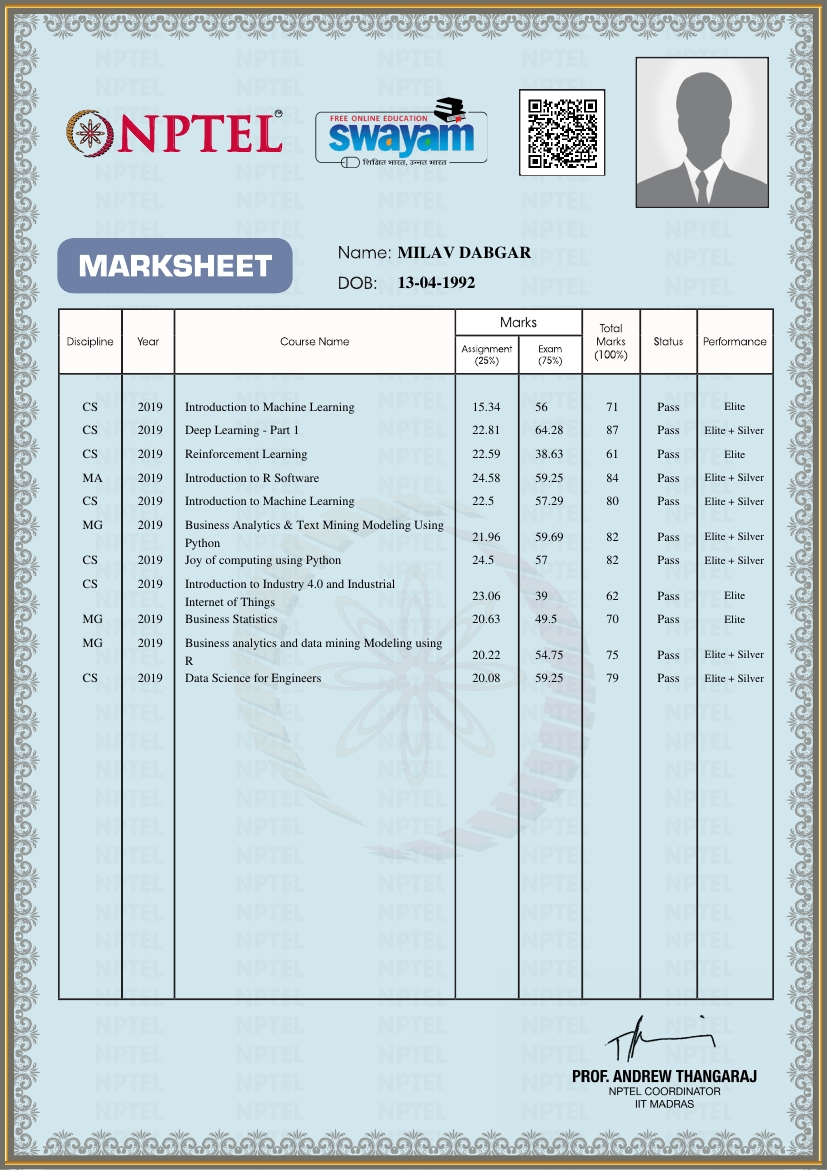 NPTEL
FREE ONLINE EDUCATION
swayam
शिक्षित भारत, उन्नत भारत
MARKSHEET
Name: MILAV DABGAR
DOB: 13-04-1992
Discipline Year Course Name Marks Assignment (25%) Exam (75%) Total Marks (100%) Status Performance
CS 2019 Introduction to Machine Learning 15.34 56 71 Pass Elite
CS 2019 Deep Learning - Part 1 22.81 64.28 87 Pass Elite + Silver
CS 2019 Reinforcement Learning 22.59 38.63 61 Pass Elite
MA 2019 Introduction to R Software 24.58 59.25 84 Pass Elite + Silver
CS 2019 Introduction to Machine Learning 22.5 57.29 80 Pass Elite + Silver
MG 2019 Business Analytics & Text Mining Modeling Using
Python 21.96 59.69 82 Pass Elite + Silver
CS 2019 Joy of computing using Python 24.5 57 82 Pass Elite + Silver
CS 2019 Introduction to Industry 4.0 and Industrial
Internet of Things 23.06 39 62 Pass Elite
MG 2019 Business Statistics 20.63 49.5 70 Pass Elite
MG 2019 Business analytics and data mining Modeling using
R 20.22 54.75 75 Pass Elite + Silver
CS 2019 Data Science for Engineers 20.08 59.25 79 Pass Elite + Silver
PROF. ANDREW THANGARAJ
NPTEL COORDINATOR
IIT MADRAS